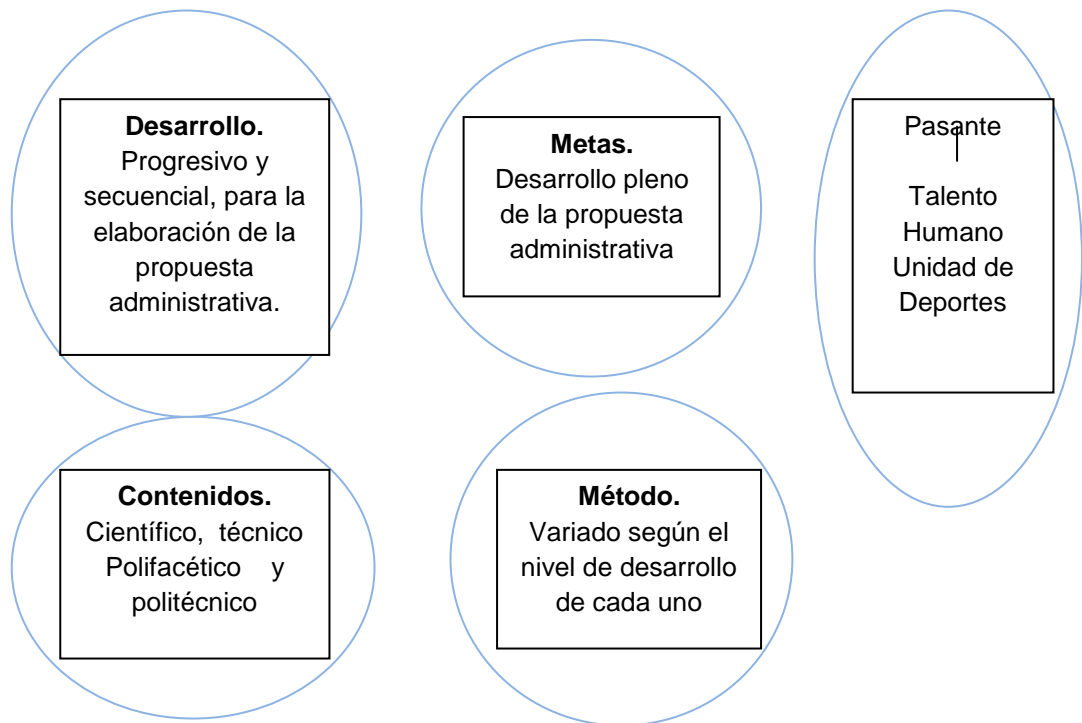 Desarrollo.
Progresivo y
secuencial, para la
elaboración de la
propuesta
administrativa.
Metas.
Desarrollo pleno
de la propuesta
administrativa
Pasante
Talento
Humano
Unidad de
Deportes
Contenidos.
Científico, técnico
Polifacético y
politécnico
Método.
Variado según el
nivel de desarrollo
de cada uno